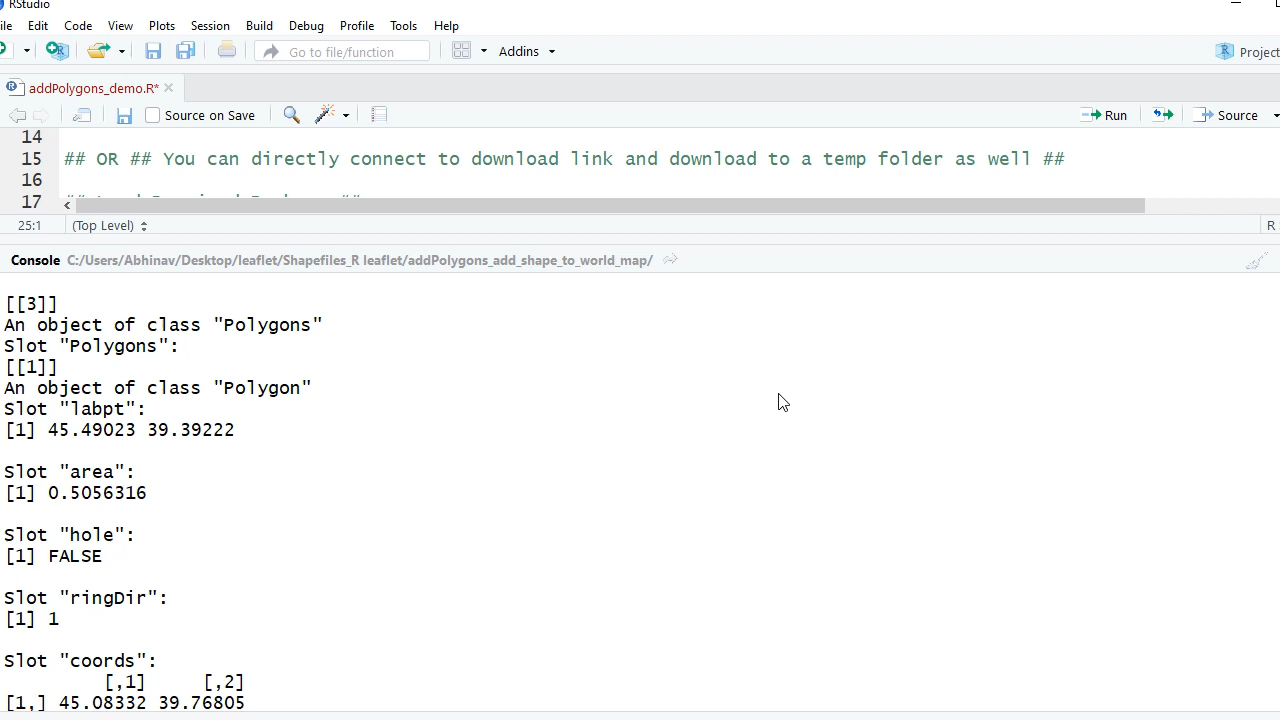 RStudio
ile Edit Code View Plots Session Build Debug Profile Tools Help
Go to file/function Addins Project
addPolygons_demo.R*
Source on Save Run Source
14
15 ## OR ## You can directly connect to download link and download to a temp folder as well ##
16
17
25:1 (Top Level) R
Console C:/Users/Abhinav/Desktop/leaflet/Shapefiles_R leaflet/addPolygons_add_shape_to_world_map/
[[3]]
An object of class "Polygons"
Slot "Polygons":
[[1]]
An object of class "Polygon"
Slot "labpt":
[1] 45.49023 39.39222
Slot "area":
[1] 0.5056316
Slot "hole":
[1] FALSE
Slot "ringDir":
[1] 1
Slot "coords":
[,1] [,2]
[1,] 45.08332 39.76805